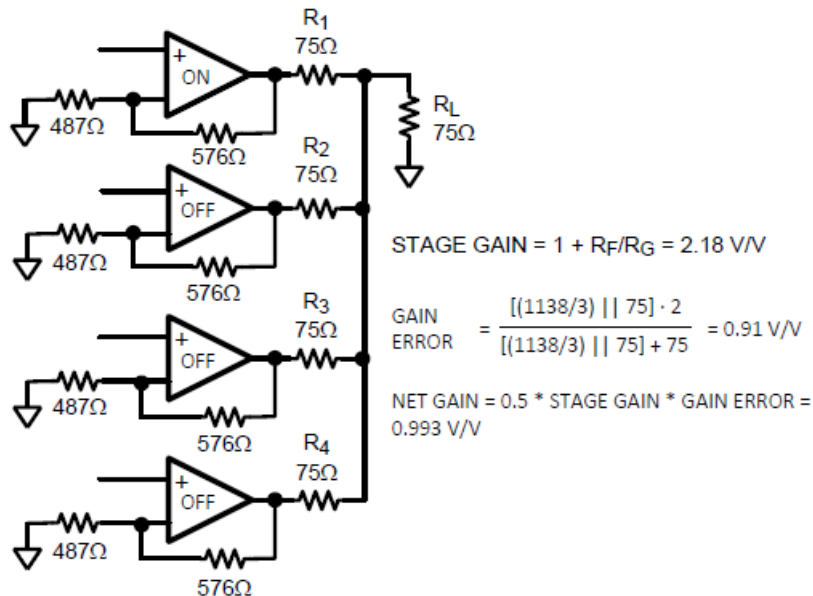 R1
75Ω
+
ON
RL
75Ω
487Ω
576Ω
R2
75Ω
+
OFF
487Ω
576Ω
STAGE GAIN = 1 + RF/RG = 2.18 V/V
R3
75Ω
+
OFF
487Ω
576Ω
GAIN ERROR = [(1138/3) || 75] · 2 / [(1138/3) || 75] + 75 = 0.91 V/V
NET GAIN = 0.5 * STAGE GAIN * GAIN ERROR =
0.993 V/V
R4
75Ω
+
OFF
487Ω
576Ω